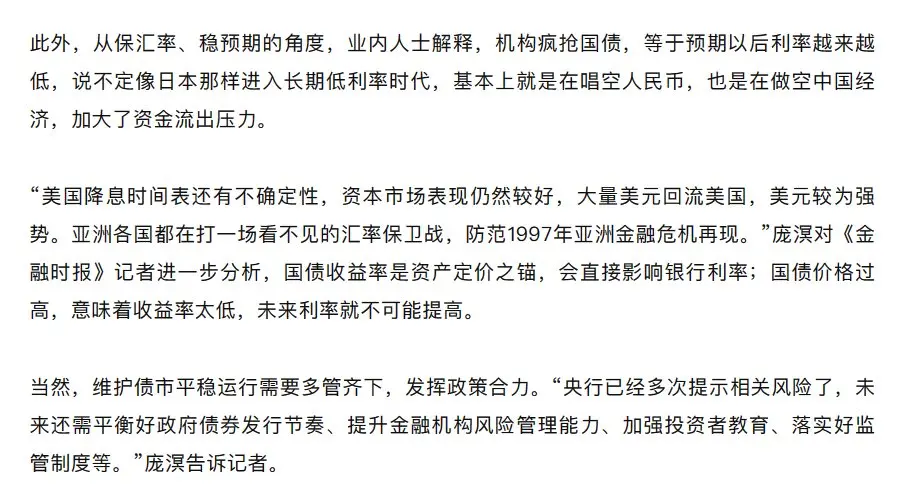 此外，从保汇率、稳预期的角度，业内人士解释，机构疯抢国债，等于预期以后利率越来越
低，说不定像日本那样进入长期低利率时代，基本上就是在唱空人民币，也是在做空中国经
济，加大了资金流出压力。
“美国降息时间表还有不确定性，资本市场表现仍然较好，大量美元回流美国，美元较为强
势。亚洲各国都在打一场看不见的汇率保卫战，防范1997年亚洲金融危机再现。”庞溟对《金
融时报》记者进一步分析，国债收益率是资产定价之锚，会直接影响银行利率；国债价格过
高，意味着收益率太低，未来利率就不可能提高。
当然，维护债市平稳运行需要多管齐下，发挥政策合力。“央行已经多次提示相关风险了，未
来还需平衡好政府债券发行节奏、提升金融机构风险管理能力、加强投资者教育、落实好监
管制度等。”庞溟告诉记者。